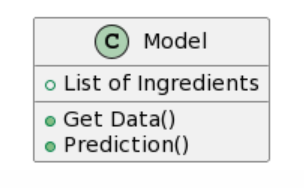 C Model
List of Ingredients
Get Data()
Prediction()